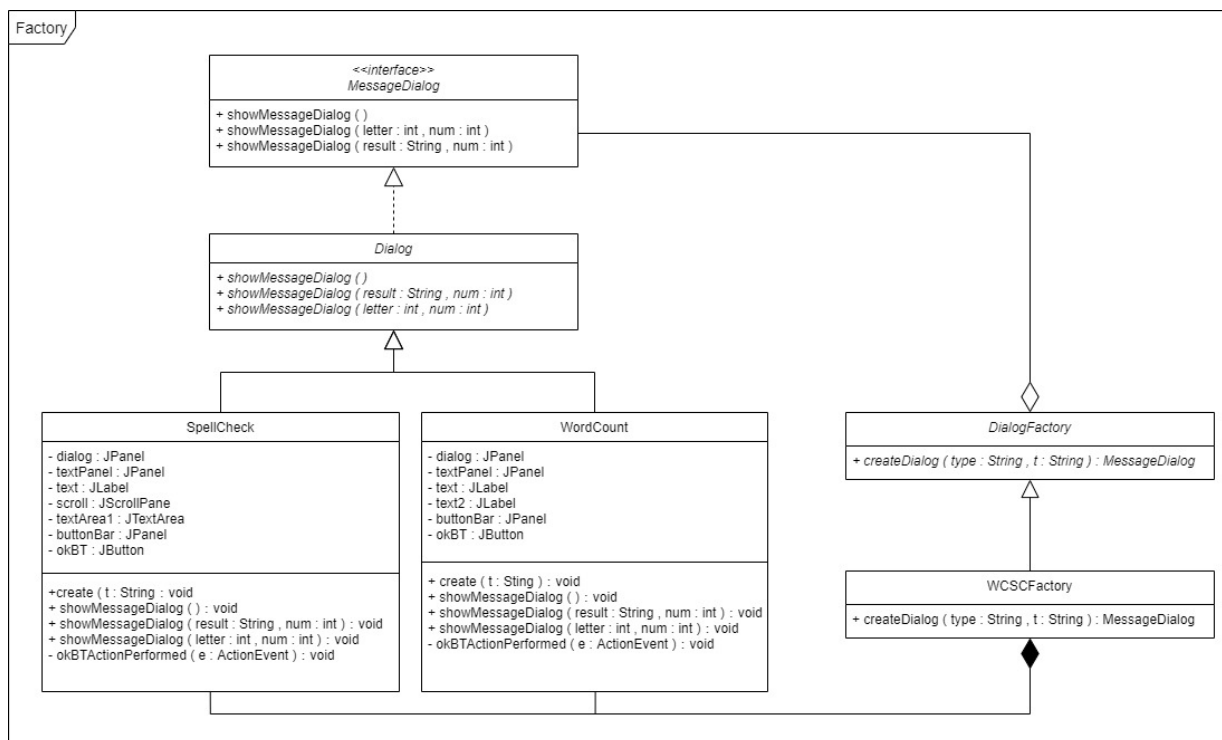 Factory
<<interface>>
MessageDialog
+ showMessageDialog ( )
+ showMessageDialog ( letter : int , num : int )
+ showMessageDialog ( result : String , num : int )
Dialog
+ showMessageDialog ( )
+ showMessageDialog ( result : String , num : int )
+ showMessageDialog ( letter : int , num : int )
SpellCheck
- dialog : JPanel
- textPanel : JPanel
- text : JLabel
- scroll : JScrollPane
- textArea1 : JTextArea
- buttonBar : JPanel
- okBT : JButton
+create ( t : String : void
+ showMessageDialog ( ) : void
+ showMessageDialog ( result : String , num : int ) : void
+ showMessageDialog ( letter : int , num : int ) : void
- okBTActionPerformed ( e : ActionEvent ) : void
WordCount
- dialog : JPanel
- textPanel : JPanel
- text : JLabel
- text2 : JLabel
- buttonBar : JPanel
- okBT : JButton
+ create ( t : Sting ) : void
+ showMessageDialog ( ) : void
+ showMessageDialog ( result : String , num : int ) : void
+ showMessageDialog ( letter : int , num : int ) : void
- okBTActionPerformed ( e : ActionEvent ) : void
DialogFactory
+ createDialog ( type : String , t : String ) : MessageDialog
WCSCFactory
+ createDialog ( type : String , t : String ) : MessageDialog